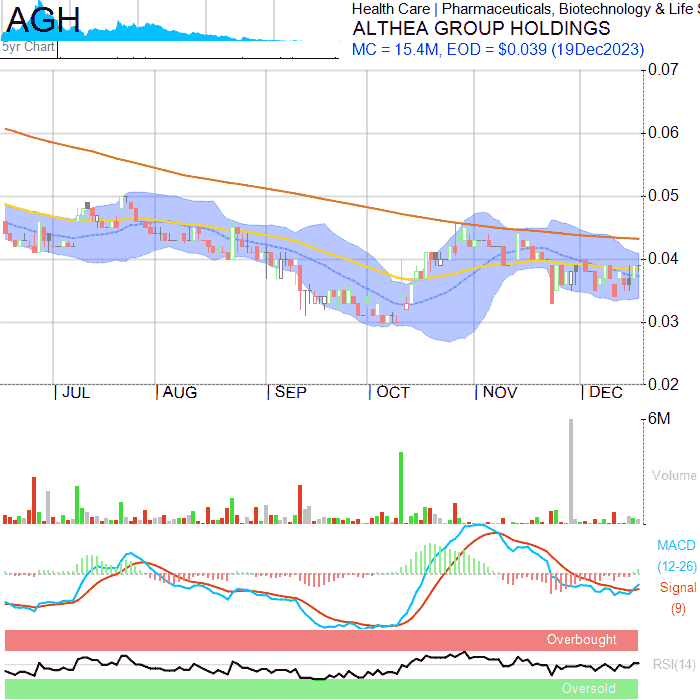 AGH
5yr Chart
Health Care | Pharmaceuticals, Biotechnology & Life S
ALTHEA GROUP HOLDINGS
MC = 15.4M, EOD = $0.039 (19Dec2023)
0.07
0.06
0.05
0.04
0.03
0.02
JUL AUG SEP OCT NOV DEC
6M
Volume
MACD
(12-26)
Signal
(9)
Overbought
RSI(14)
Oversold